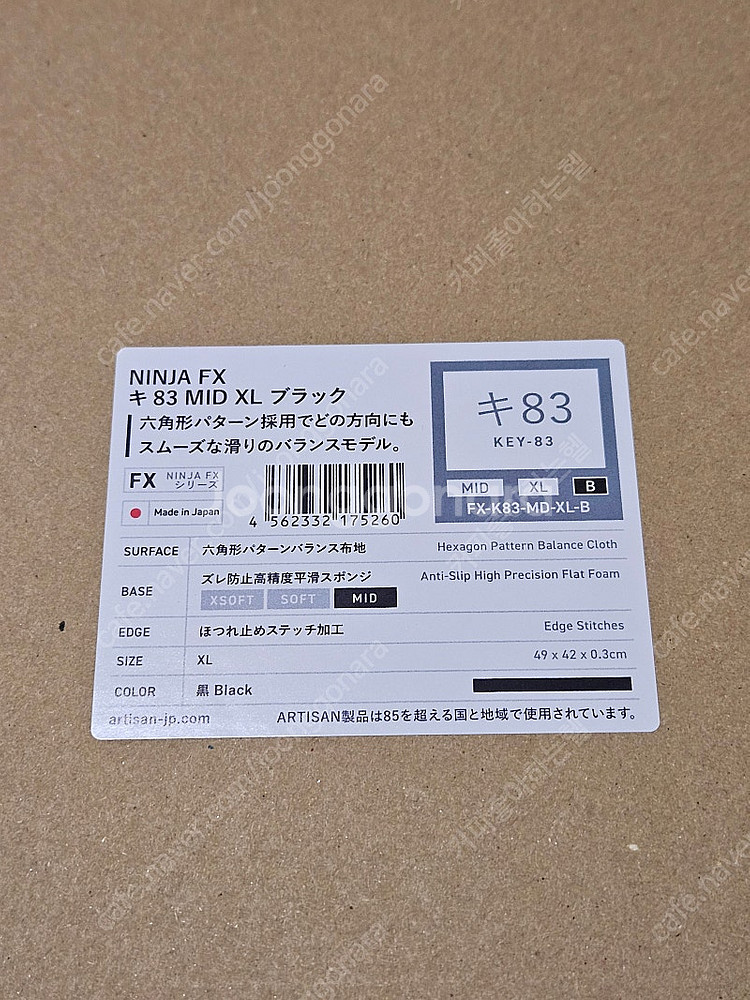 NINJA FX
キ 83 MID XL ブラック
六角形パターン採用でどの方向にも
スムーズな滑りのバランスモデル。
FX NINJA FX シリーズ
Made in Japan
4 562332 175260
キ83
KEY-83
MID XL B
FX-K83-MD-XL-B
SURFACE 六角形パターンバランス布地 Hexagon Pattern Balance Cloth
BASE ズレ防止高精度平滑スポンジ Anti-Slip High Precision Flat Foam
XSOFT SOFT MID
EDGE ほつれ止めステッチ加工 Edge Stitches
SIZE XL 49 x 42 x 0.3cm
COLOR 黒 Black
artisan-jp.com ARTISAN製品は85を超える国と地域で使用されています。
joonggonara
cafe.naver.com/joonggonara
커피좋아하는헬